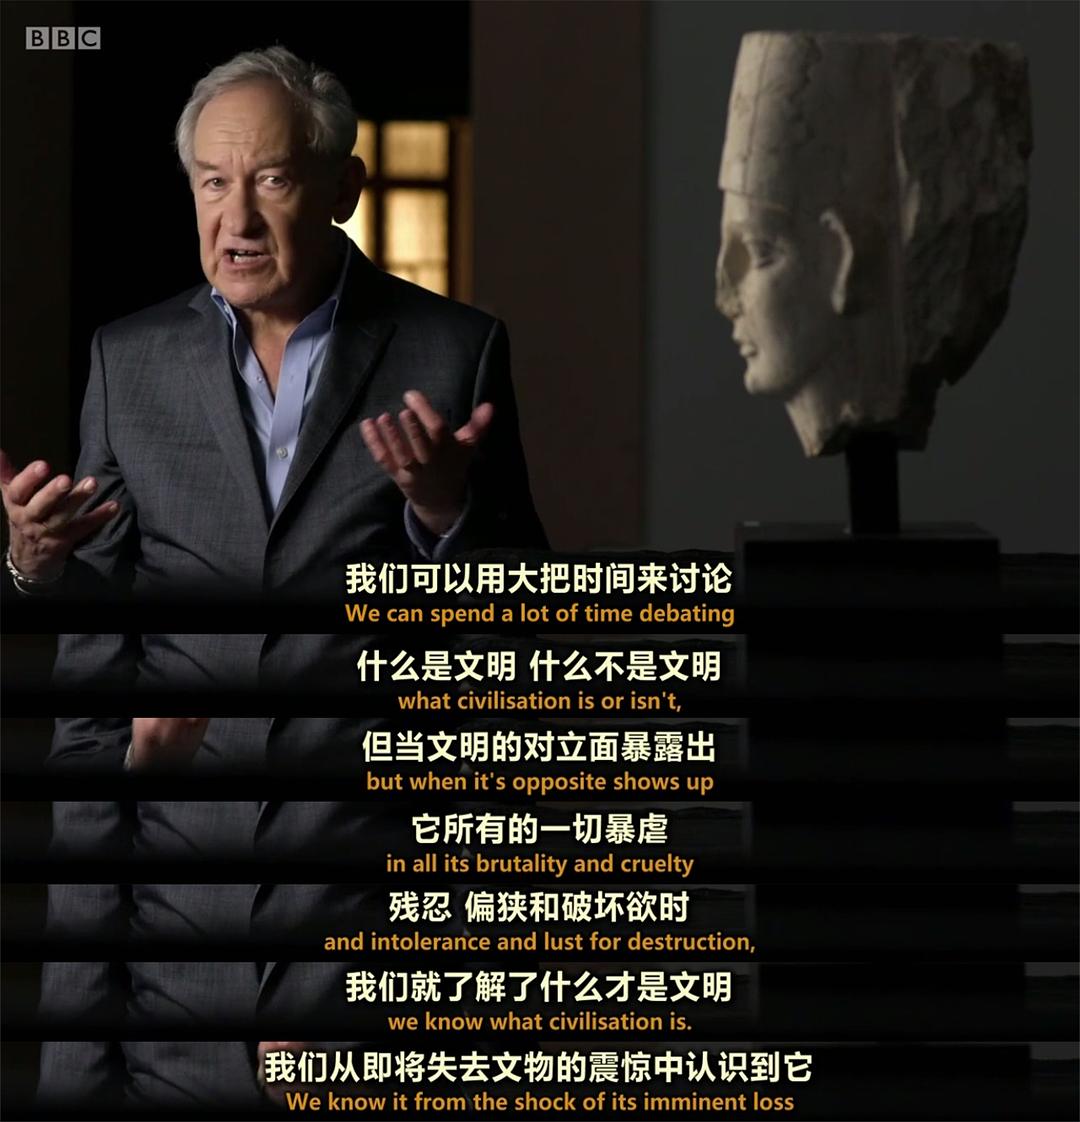 BBC
我们可以用大把时间来讨论
We can spend a lot of time debating
什么是文明 什么不是文明
what civilisation is or isn't,
但当文明的对立面暴露出
but when it's opposite shows up
它所有的一切暴虐
in all its brutality and cruelty
残忍 偏狭和破坏欲时
and intolerance and lust for destruction,
我们就了解了什么才是文明
we know what civilisation is.
我们从即将失去文物的震惊中认识到它
We know it from the shock of its imminent loss